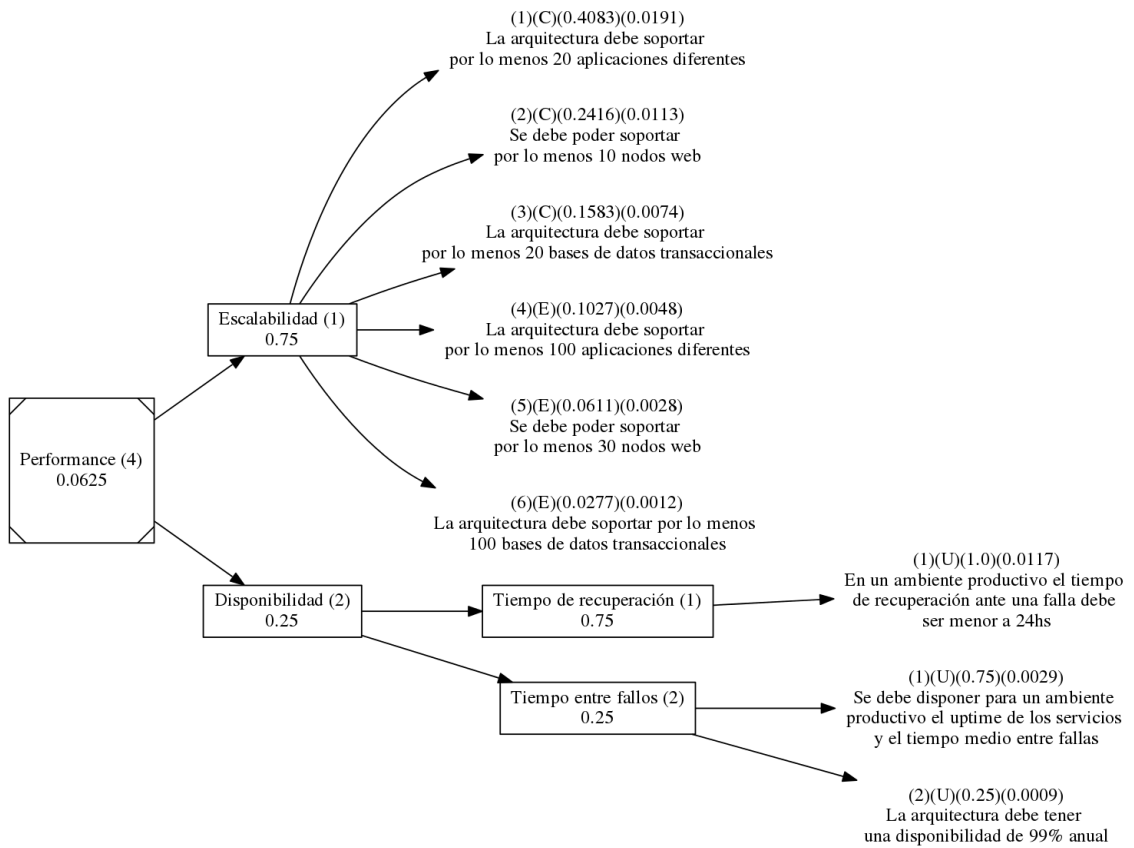 (1)(C)(0.4083)(0.0191)
La arquitectura debe soportar
por lo menos 20 aplicaciones diferentes
(2)(C)(0.2416)(0.0113)
Se debe poder soportar
por lo menos 10 nodos web
(3)(C)(0.1583)(0.0074)
La arquitectura debe soportar
por lo menos 20 bases de datos transaccionales
Escalabilidad (1)
0.75
(4)(E)(0.1027)(0.0048)
La arquitectura debe soportar
por lo menos 100 aplicaciones diferentes
(5)(E)(0.0611)(0.0028)
Se debe poder soportar
por lo menos 30 nodos web
Performance (4)
0.0625
(6)(E)(0.0277)(0.0012)
La arquitectura debe soportar por lo menos
100 bases de datos transaccionales
Disponibilidad (2)
0.25
Tiempo de recuperación (1)
0.75
(1)(U)(1.0)(0.0117)
En un ambiente productivo el tiempo
de recuperación ante una falla debe
ser menor a 24hs
Tiempo entre fallos (2)
0.25
(1)(U)(0.75)(0.0029)
Se debe disponer para un ambiente
productivo el uptime de los servicios
y el tiempo medio entre fallas
(2)(U)(0.25)(0.0009)
La arquitectura debe tener
una disponibilidad de 99% anual